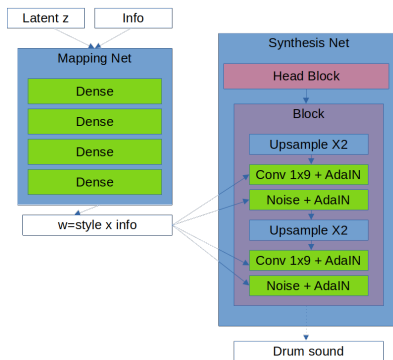 Latent z
Info
Mapping Net
Dense
Dense
Dense
Dense
w=style x info
Synthesis Net
Head Block
Block
Upsample X2
Conv 1x9 + AdaIN
Noise + AdaIN
Upsample X2
Conv 1x9 + AdaIN
Noise + AdaIN
Drum sound